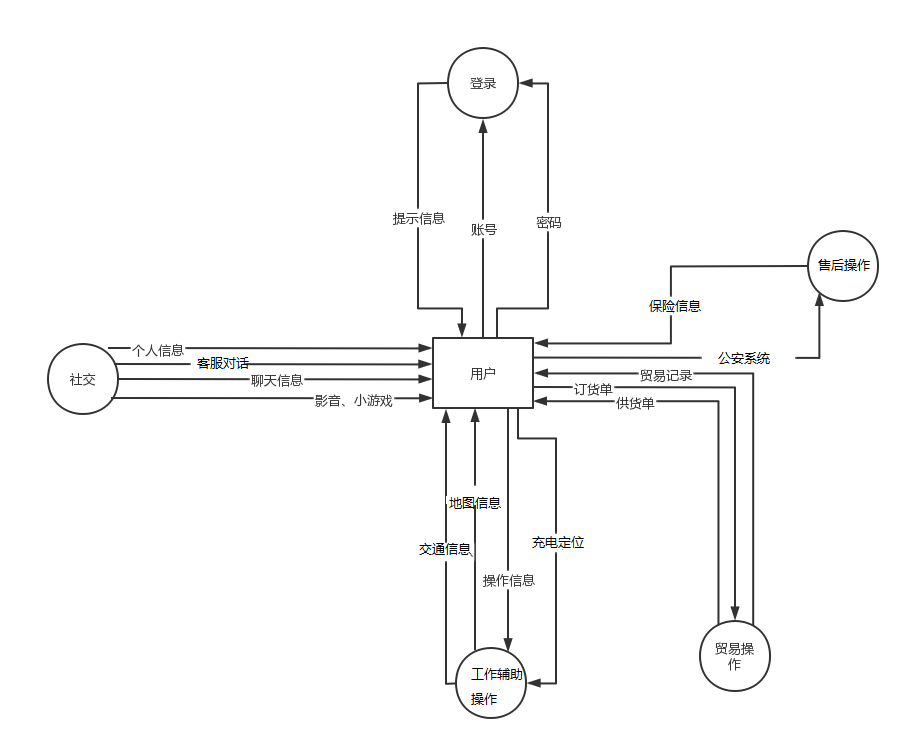 登录
提示信息
账号
密码
售后操作
保险信息
个人信息
客服对话
社交
聊天信息
影音、小游戏
用户
公安系统
贸易记录
订货单
供货单
地图信息
交通信息、
充电定位
操作信息
贸易操
作
工作辅助
操作